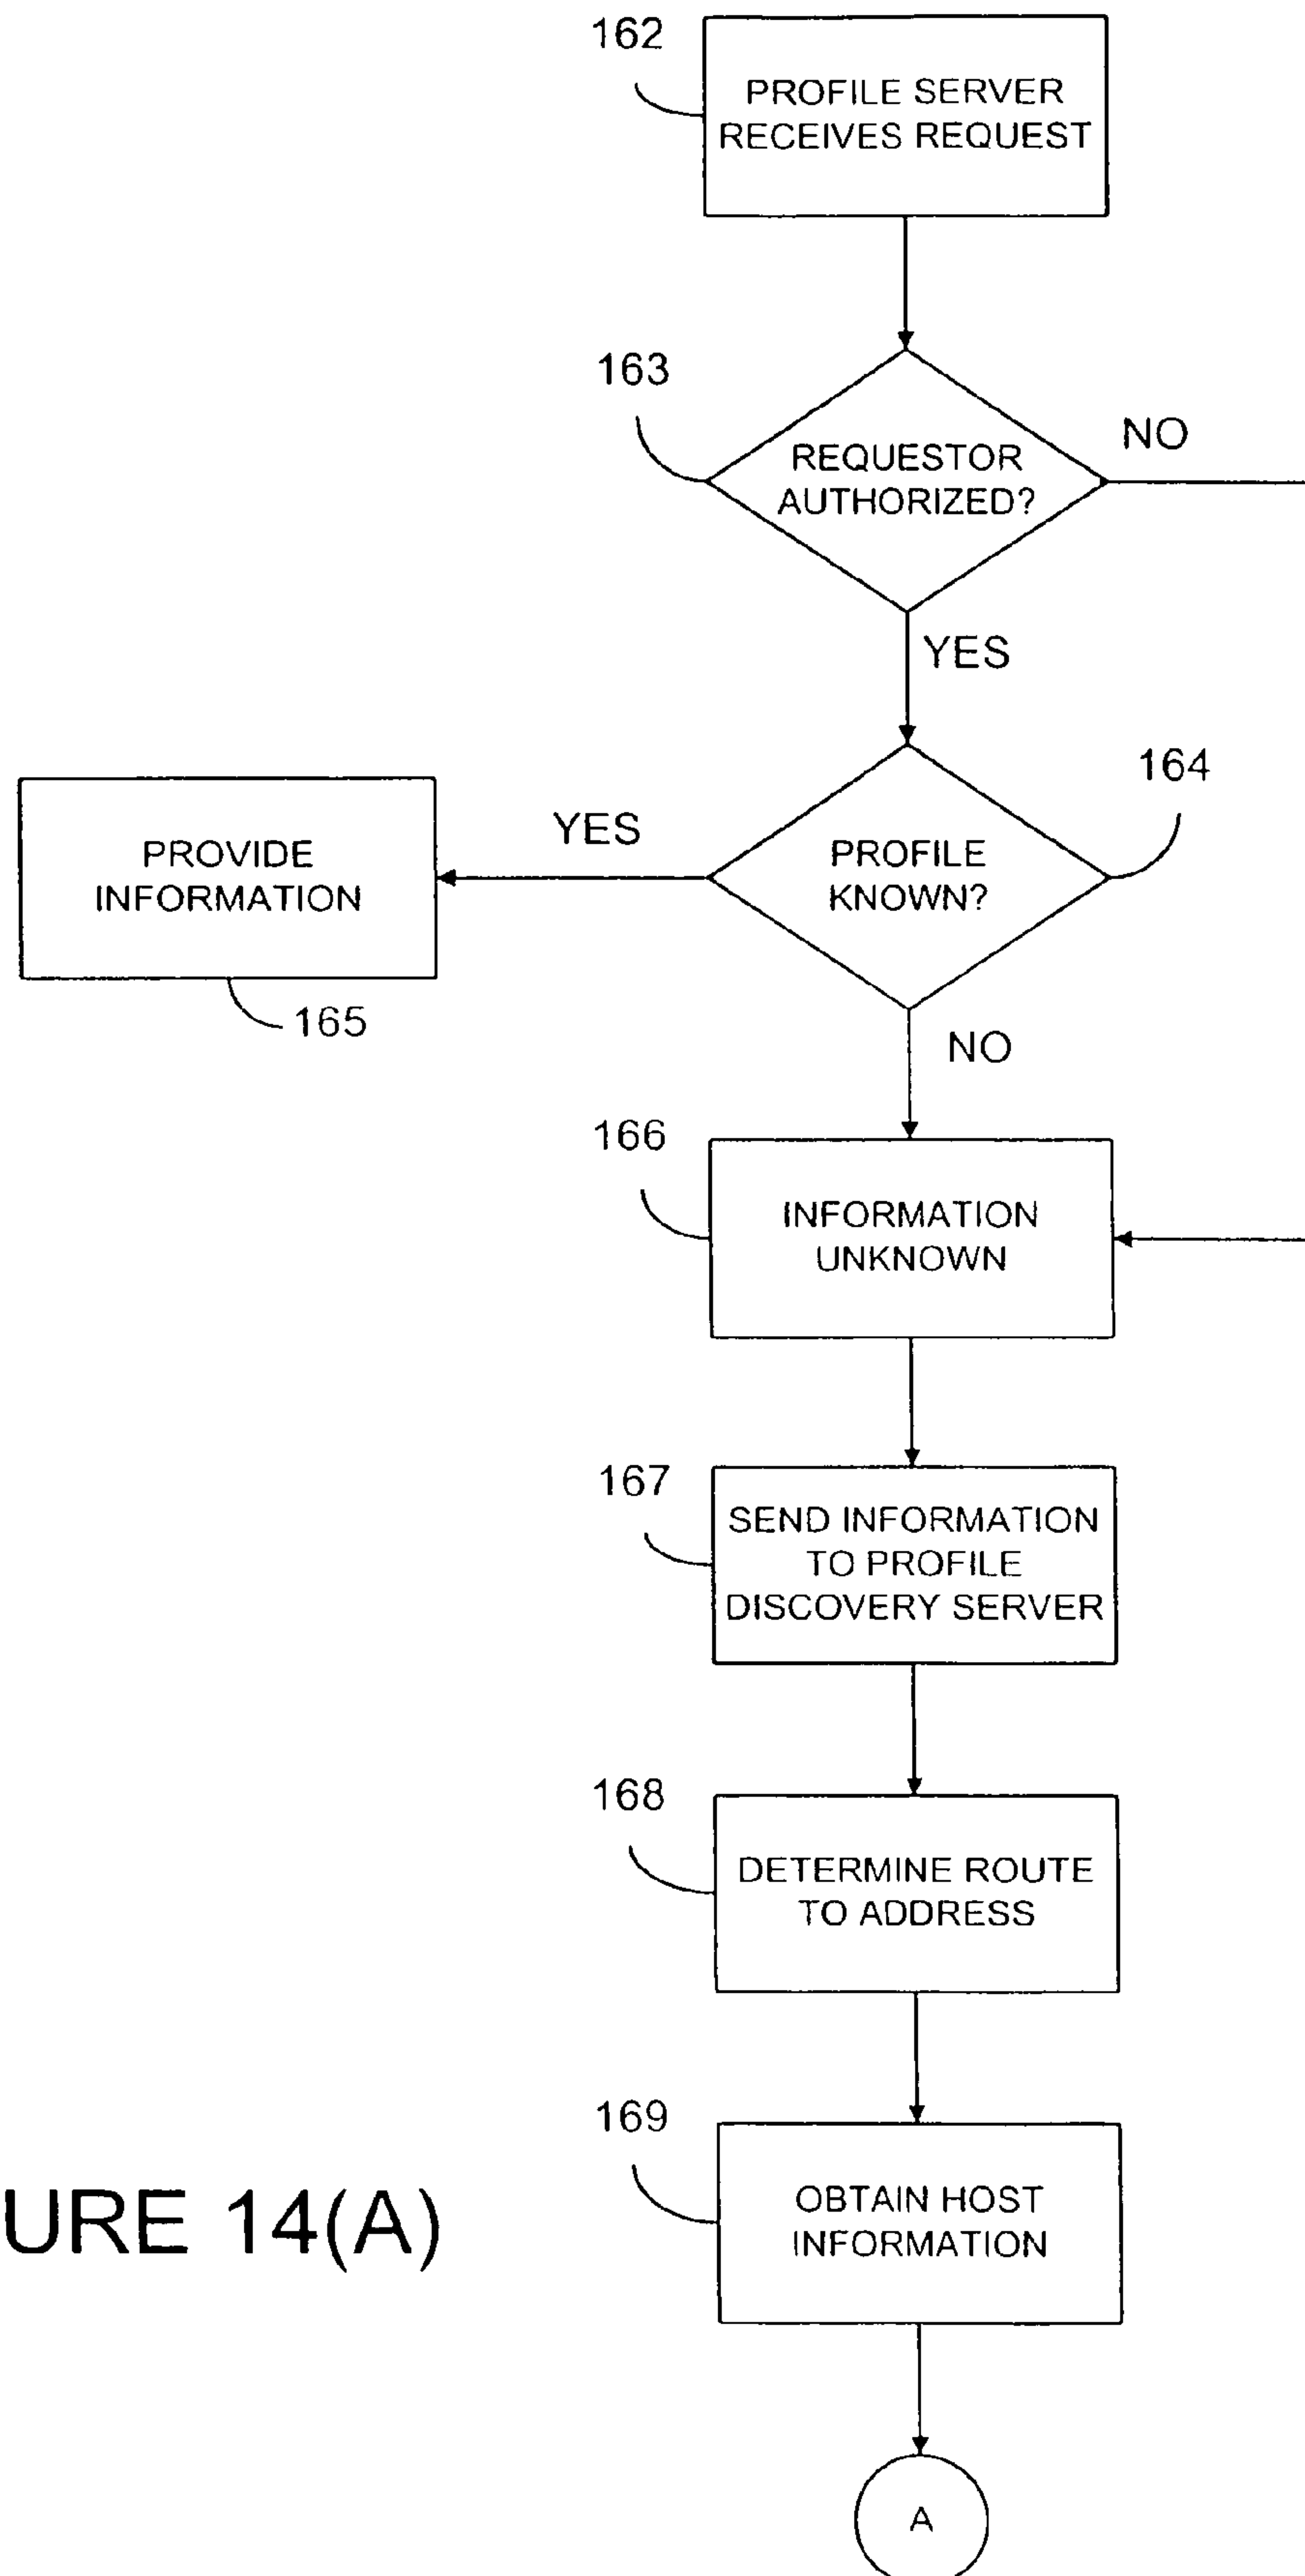 162
PROFILE SERVER
RECEIVES REQUEST
163
REQUESTOR
AUTHORIZED?
NO
YES
164
PROFILE
KNOWN?
YES
PROVIDE
INFORMATION
165
NO
166
INFORMATION
UNKNOWN
167
SEND INFORMATION
TO PROFILE
DISCOVERY SERVER
168
DETERMINE ROUTE
TO ADDRESS
169
OBTAIN HOST
INFORMATION
URE 14(A)
A